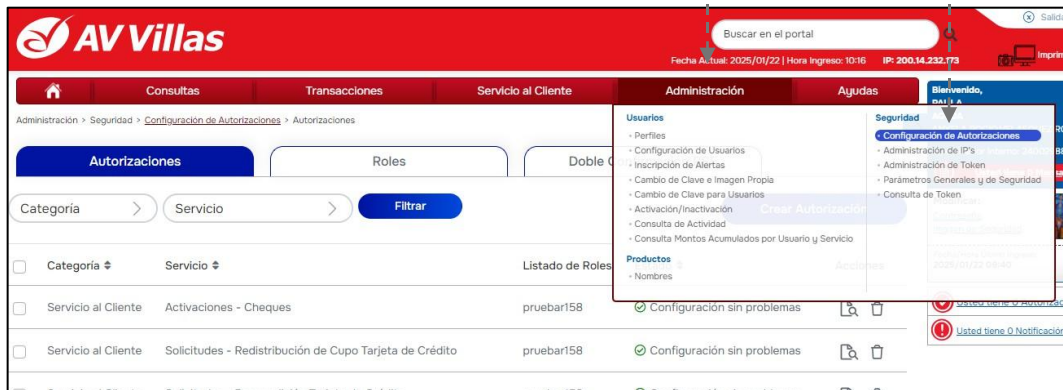 Salida
AV Villas
Buscar en el portal
Imprim
Fecha Actual: 2025/01/22 | Hora Ingreso: 10:16 IP: 200.14.232.173
Consultas Transacciones Servicio al Cliente Administración Ayudas
Bienvenido,
PAULA
Administración > Seguridad > Configuración de Autorizaciones > Autorizaciones
Usuarios
• Perfiles
• Configuración de Usuarios
• Inscripción de Alertas
• Cambio de Clave e Imagen Propia
• Cambio de Clave para Usuarios
• Activación/Inactivación
• Consulta de Actividad
• Consulta Montos Acumulados por Usuario y Servicio
Productos
• Nombres
Seguridad
• Configuración de Autorizaciones
• Administración de IP's
• Administración de Token
• Parámetros Generales y de Seguridad
• Consulta de Token
Autorizaciones Roles Doble
Categoría Servicio Filtrar Crear Autorización
Categoría Servicio Listado de Roles Acciones
Servicio al Cliente Activaciones - Cheques pruebar158 Configuración sin problemas
Servicio al Cliente Solicitudes - Redistribución de Cupo Tarjeta de Crédito pruebar158 Configuración sin problemas
Usted tiene 0 Autorizac
Usted tiene 0 Notificación